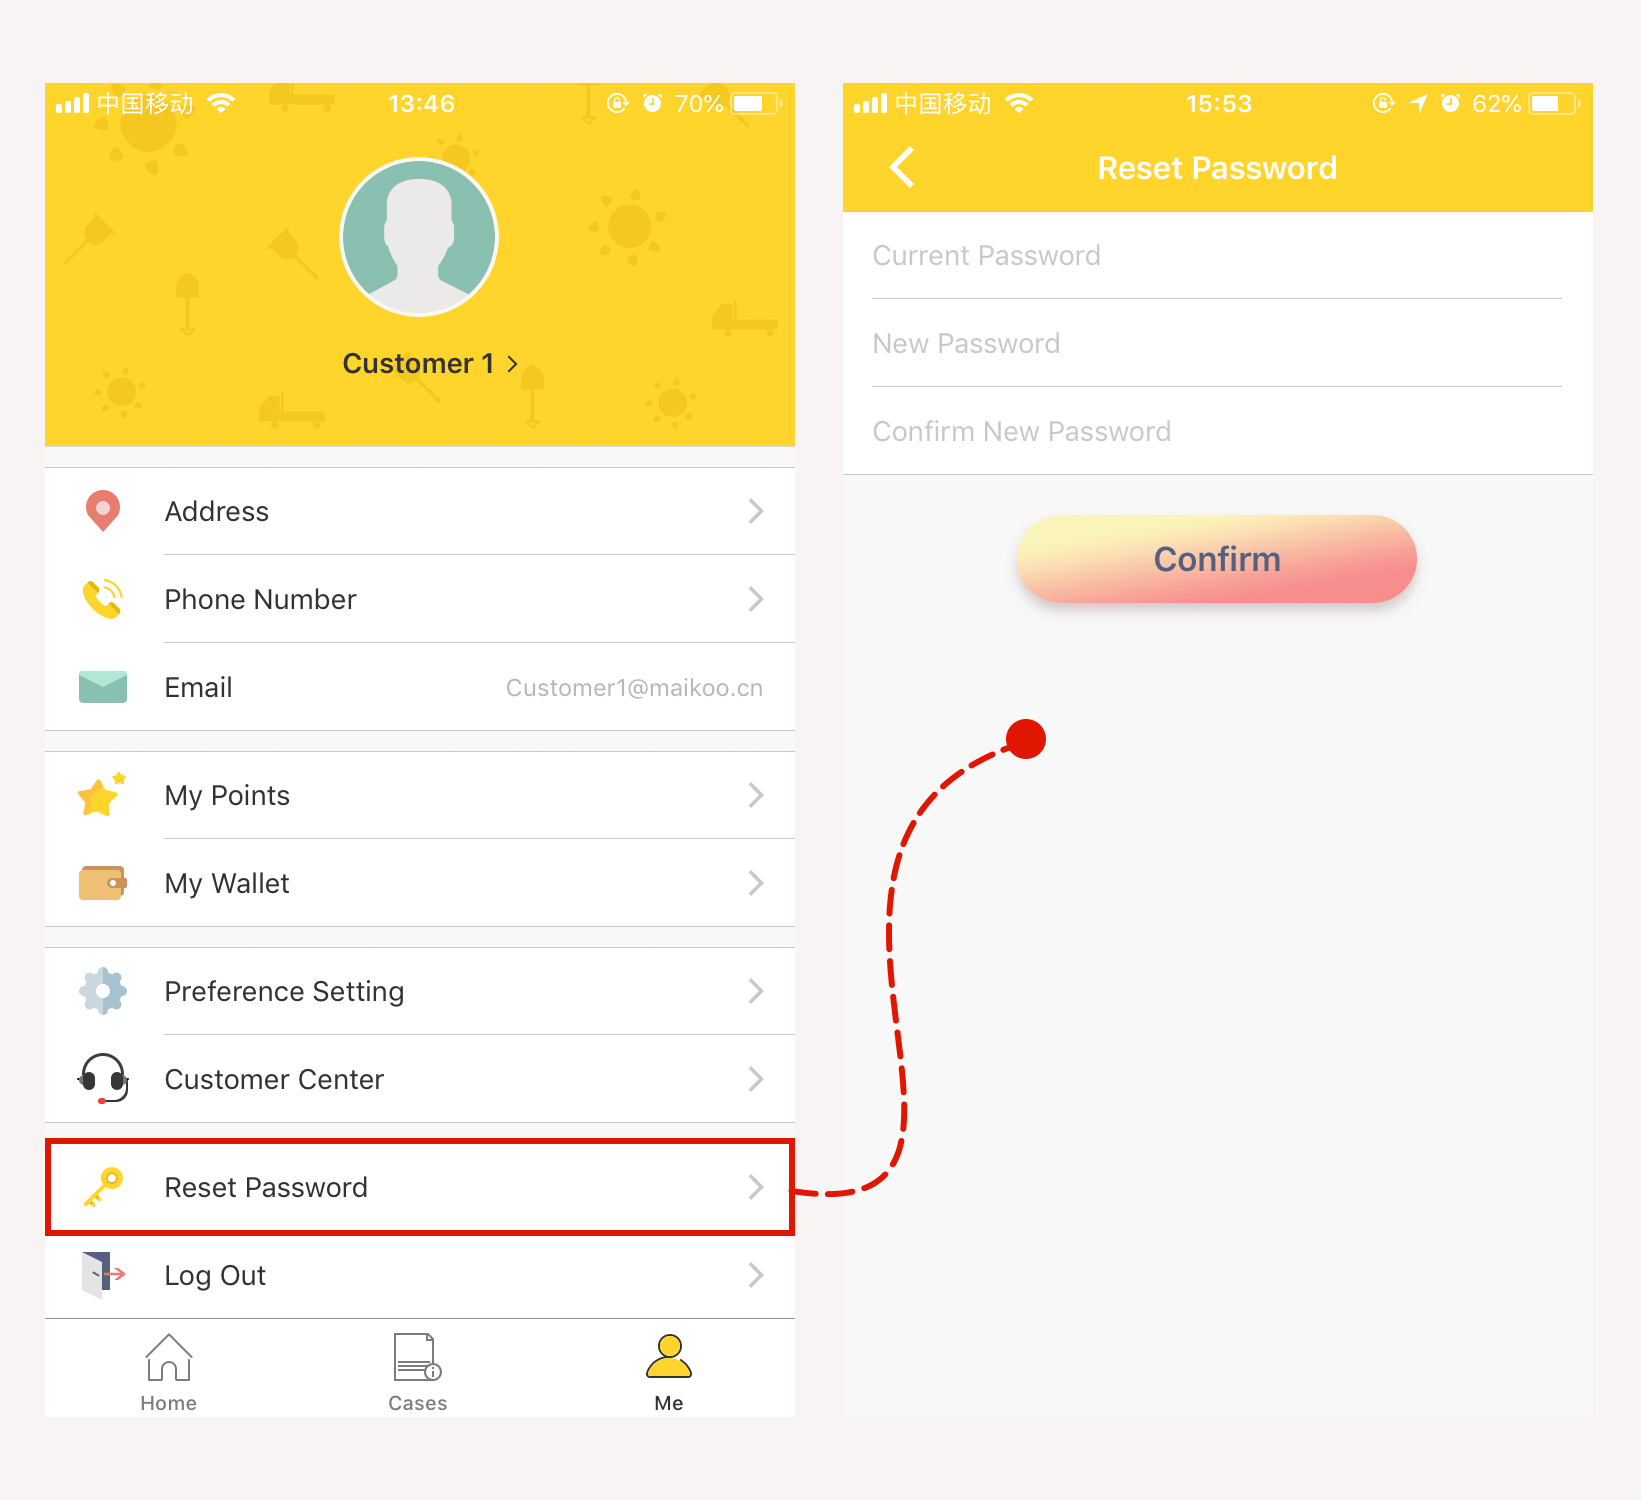 中国移动 13:46 70%
Customer 1
Address
Phone Number
Email Customer1@maikoo.cn
My Points
My Wallet
Preference Setting
Customer Center
Reset Password
Log Out
Home Cases Me
中国移动 15:53 62%
Reset Password
Current Password
New Password
Confirm New Password
Confirm